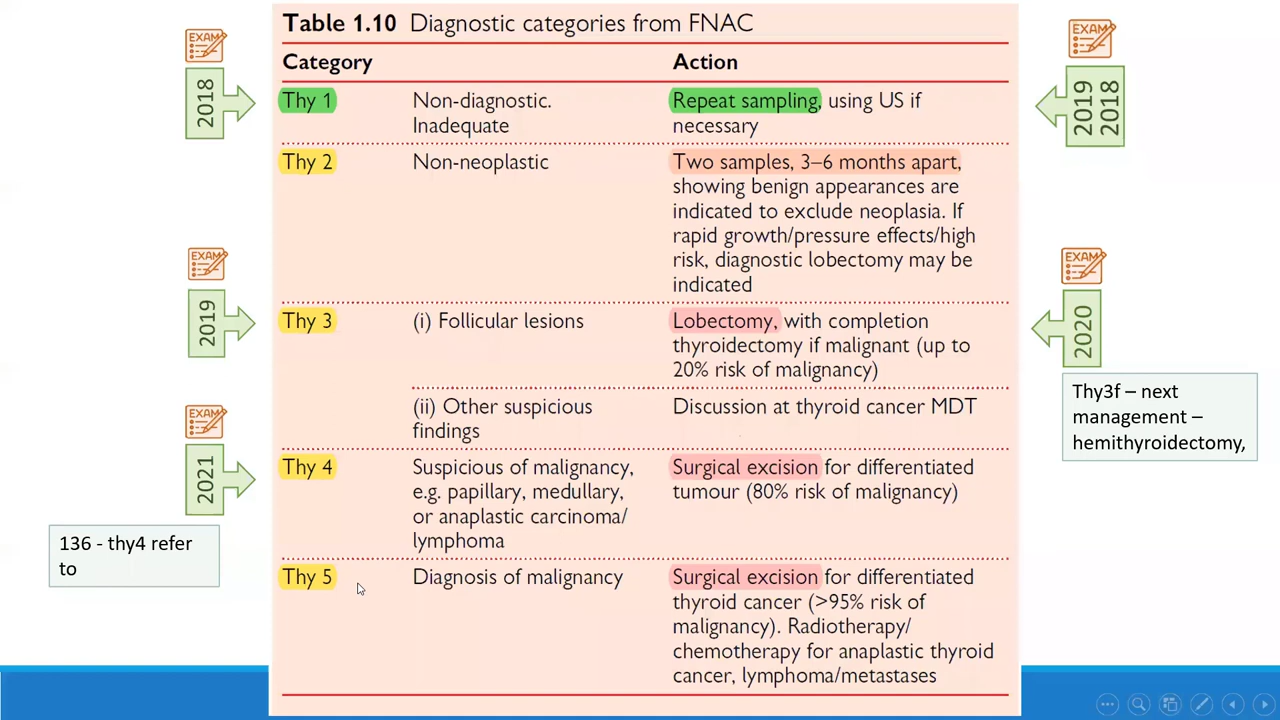 Table 1.10 Diagnostic categories from FNAC
Category Action
Thy 1 Non-diagnostic. Repeat sampling, using US if
Inadequate necessary
Thy 2 Non-neoplastic Two samples, 3–6 months apart,
showing benign appearances are
indicated to exclude neoplasia. If
rapid growth/pressure effects/high
risk, diagnostic lobectomy may be
indicated
Thy 3 (i) Follicular lesions Lobectomy, with completion
thyroidectomy if malignant (up to
20% risk of malignancy)
(ii) Other suspicious Discussion at thyroid cancer MDT
findings
Thy 4 Suspicious of malignancy, Surgical excision for differentiated
e.g. papillary, medullary, tumour (80% risk of malignancy)
or anaplastic carcinoma/
lymphoma
Thy 5 Diagnosis of malignancy Surgical excision for differentiated
thyroid cancer (>95% risk of
malignancy). Radiotherapy/
chemotherapy for anaplastic thyroid
cancer, lymphoma/metastases
EXAM
2018
EXAM
2019
EXAM
2021
136 - thy4 refer
to
EXAM
2019
2018
EXAM
2020
Thy3f – next
management –
hemithyroidectomy,